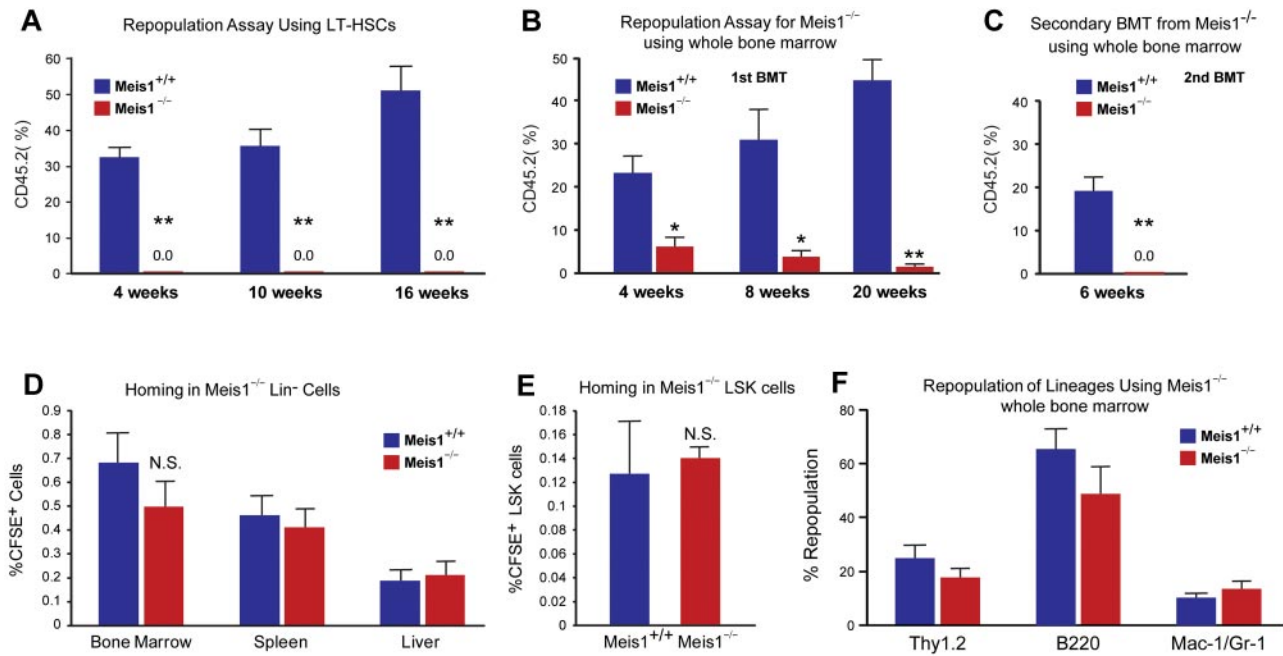 A
Repopulation Assay Using LT-HSCs
60
50
40
30
20
10
0
CD45.2( %)
Meis1+/+
Meis1−/−
**
0.0
**
0.0
**
0.0
4 weeks
10 weeks
16 weeks
B
Repopulation Assay for Meis1−/−
using whole bone marrow
50
40
30
20
10
0
CD45.2( %)
Meis1+/+
Meis1−/−
1st BMT
*
*
**
4 weeks
8 weeks
20 weeks
C
Secondary BMT from Meis1-/-
using whole bone marrow
40
30
20
10
0
CD45.2( %)
Meis1+/+
Meis1−/−
2nd BMT
**
0.0
6 weeks
D
Homing in Meis1−/− Lin- Cells
0.9
0.8
0.7
0.6
0.5
0.4
0.3
0.2
0.1
0
%CFSE+ Cells
Meis1+/+
Meis1−/−
N.S.
Bone Marrow
Spleen
Liver
E
Homing in Meis1−/− LSK cells
0.18
0.16
0.14
0.12
0.10
0.08
0.06
0.04
0.02
0
%CFSE+ LSK cells
N.S.
Meis1+/+ Meis1−/−
F
Repopulation of Lineages Using Meis1−/−
whole bone marrow
80
60
40
20
0
% Repopulation
Meis1+/+
Meis1−/−
Thy1.2
B220
Mac-1/Gr-1